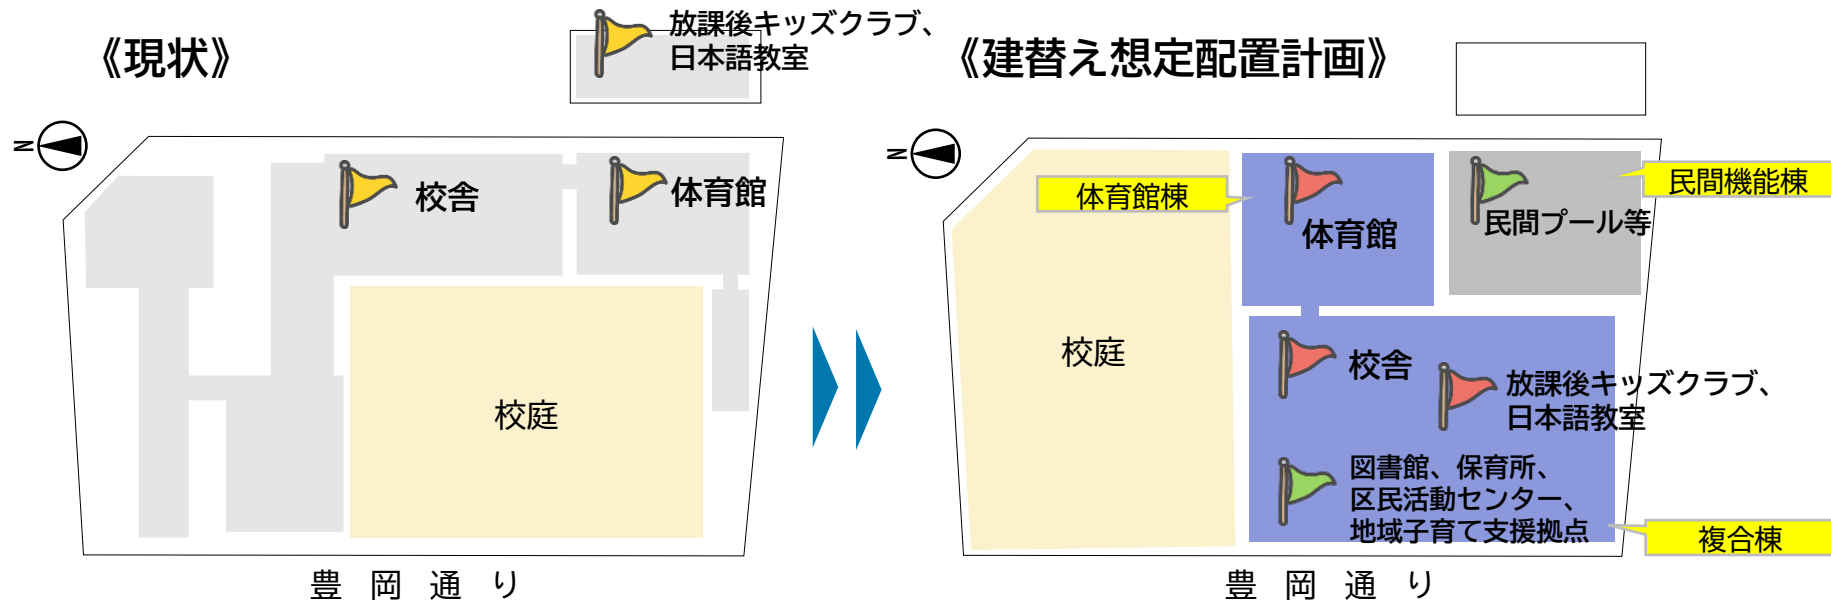 《現状》
放課後キッズクラブ、
日本語教室
N
校舎
体育館
校庭
豊岡通り
《建替え想定配置計画》
N
体育館棟
民間機能棟
体育館
民間プール等
校庭
校舎
放課後キッズクラブ、
日本語教室
図書館、保育所、
区民活動センター、
地域子育て支援拠点
複合棟
豊岡通り